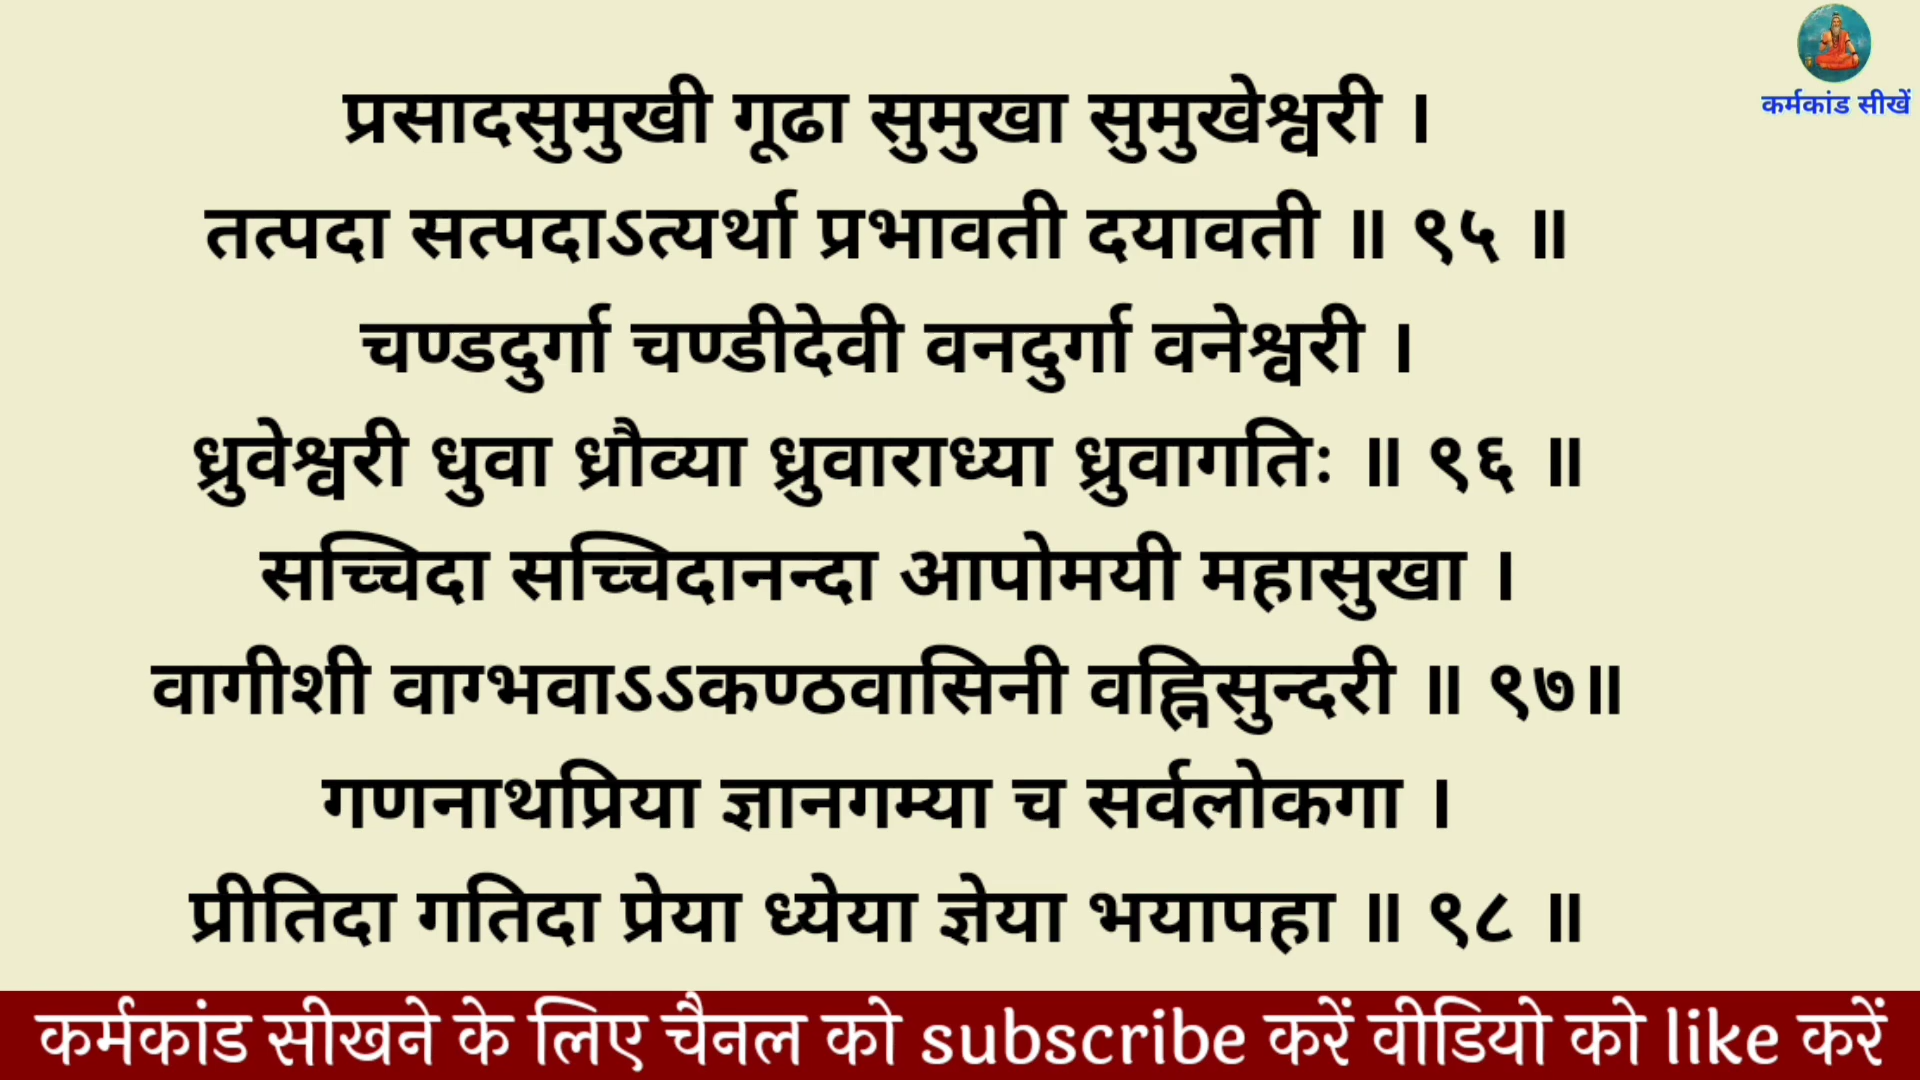 कर्मकांड सीखें
प्रसादसुमुखी गूढा सुमुखा सुमुखेश्वरी ।
तत्पदा सत्पदाऽत्यर्था प्रभावती दयावती ॥ ९५ ॥
चण्डदुर्गा चण्डीदेवी वनदुर्गा वनेश्वरी ।
ध्रुवेश्वरी धुवा ध्रौव्या ध्रुवाराध्या ध्रुवागतिः ॥ ९६ ॥
सच्चिदा सच्चिदानन्दा आपोमयी महासुखा ।
वागीशी वाग्भवाऽऽकण्ठवासिनी वह्निसुन्दरी ॥ ९७॥
गणनाथप्रिया ज्ञानगम्या च सर्वलोकगा ।
प्रीतिदा गतिदा प्रेया ध्येया ज्ञेया भयापहा ॥ ९८ ॥
कर्मकांड सीखने के लिए चैनल को subscribe करें वीडियो को like करें